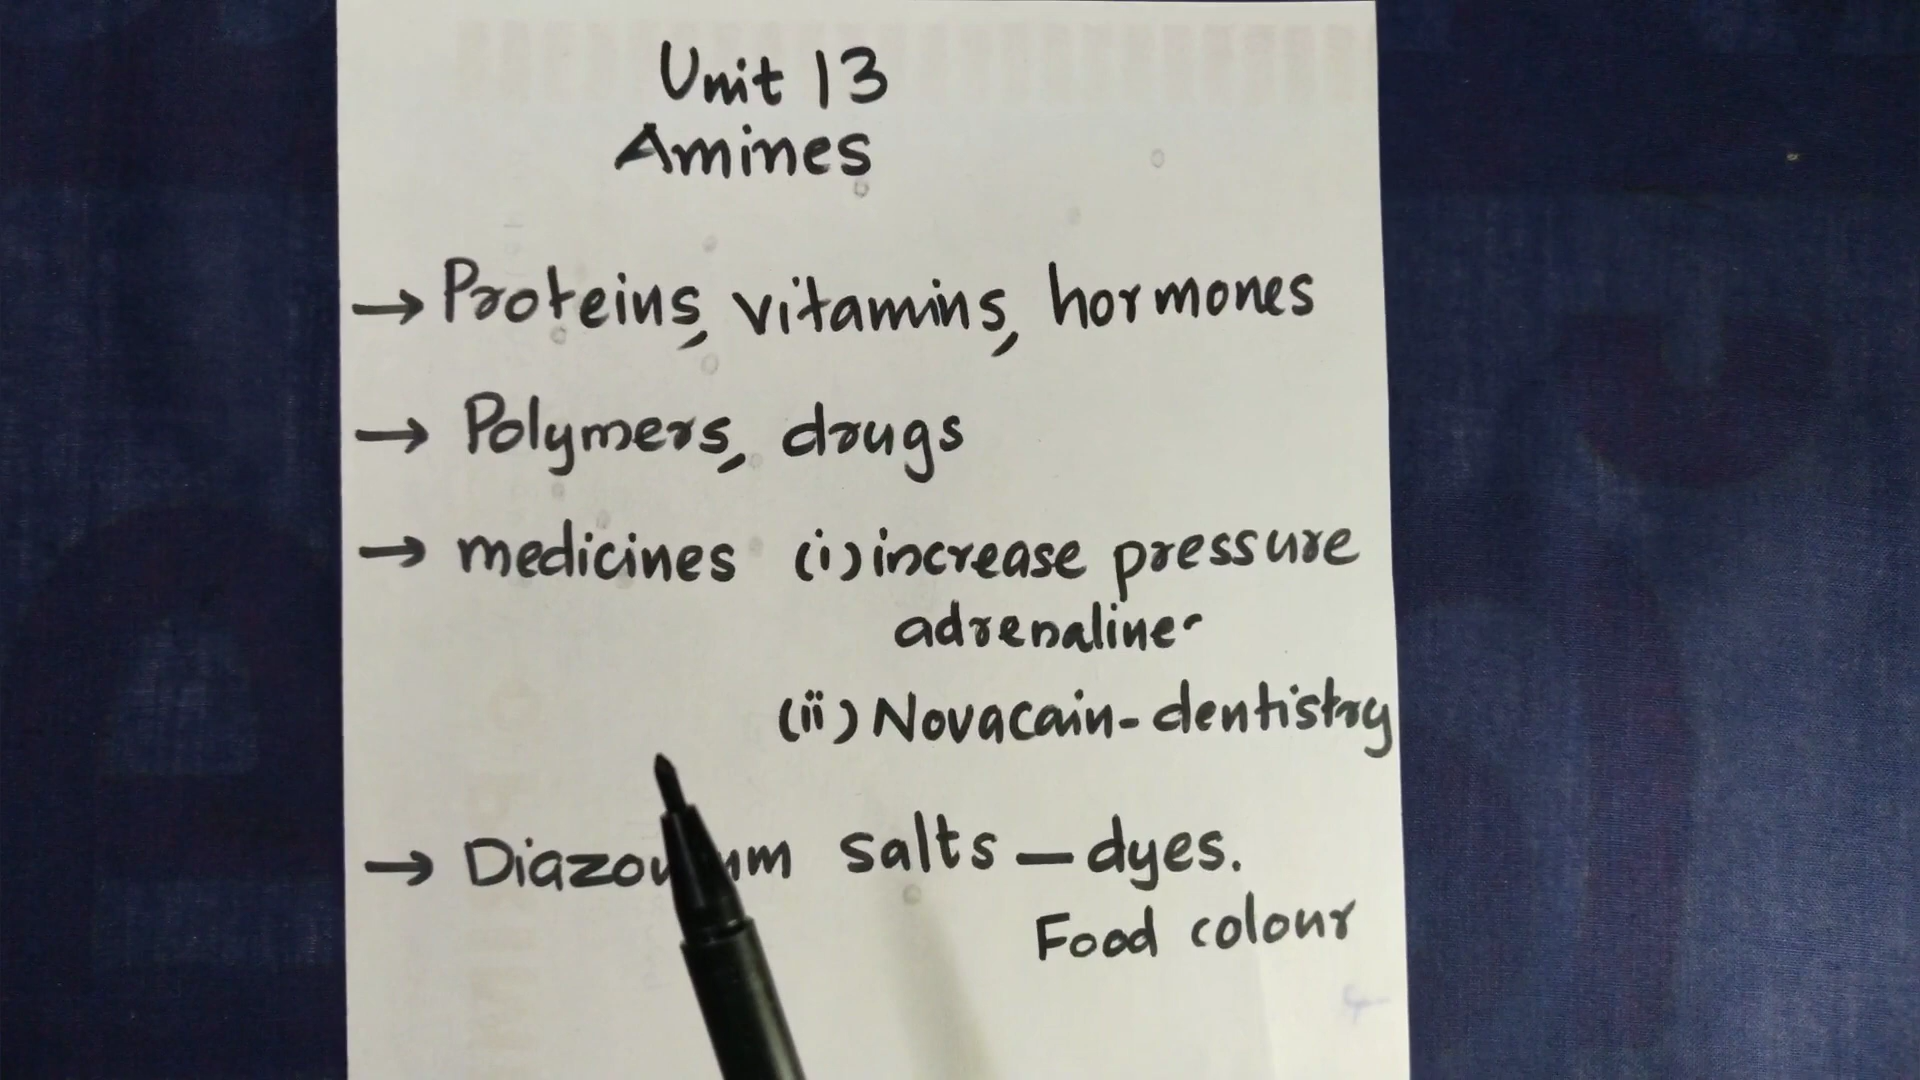 Unit 13
Amines
→ Proteins, vitamins, hormones
→ Polymers, drugs
→ medicines (i) increase pressure
adrenaline
(ii) Novacain - dentistry
→ salts — dyes.
Food colour